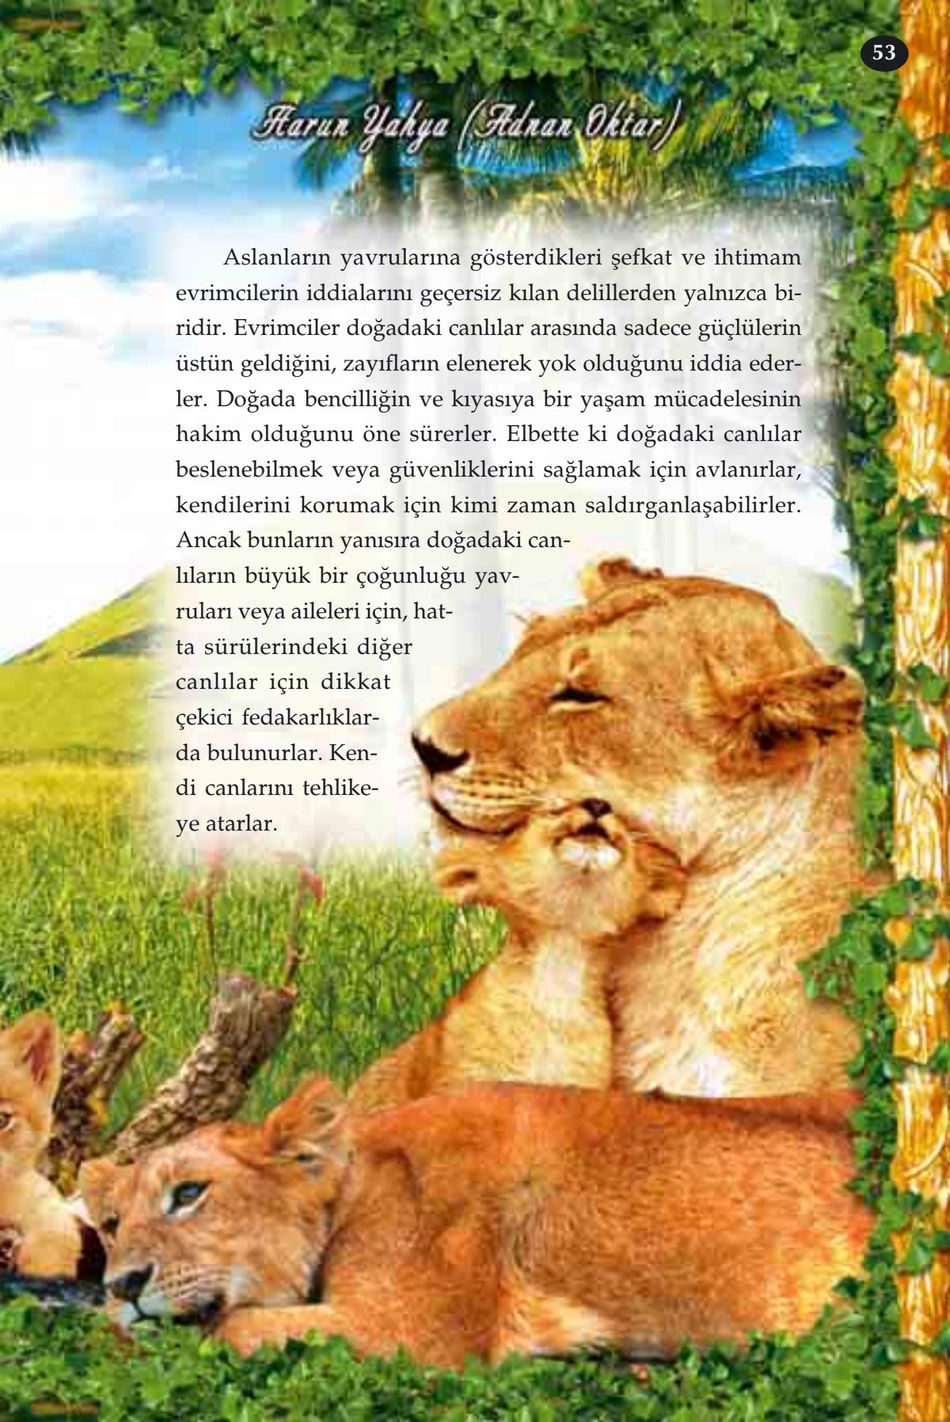 53
Harun Yahya (Adnan Oktar)
Aslanların yavrularına gösterdikleri şefkat ve ihtimam
evrimcilerin iddialarını geçersiz kılan delillerden yalnızca bi-
ridir. Evrimciler doğadaki canlılar arasında sadece güçlülerin
üstün geldiğini, zayıfların elenerek yok olduğunu iddia eder-
ler. Doğada bencilliğin ve kıyasıya bir yaşam mücadelesinin
hakim olduğunu öne sürerler. Elbette ki doğadaki canlılar
beslenebilmek veya güvenliklerini sağlamak için avlanırlar,
kendilerini korumak için kimi zaman saldırganlaşabilirler.
Ancak bunların yanısıra doğadaki can-
lıların büyük bir çoğunluğu yav-
ruları veya aileleri için, hat-
ta sürülerindeki diğer
canlılar için dikkat
çekici fedakarlıklar-
da bulunurlar. Ken-
di canlarını tehlike-
ye atarlar.